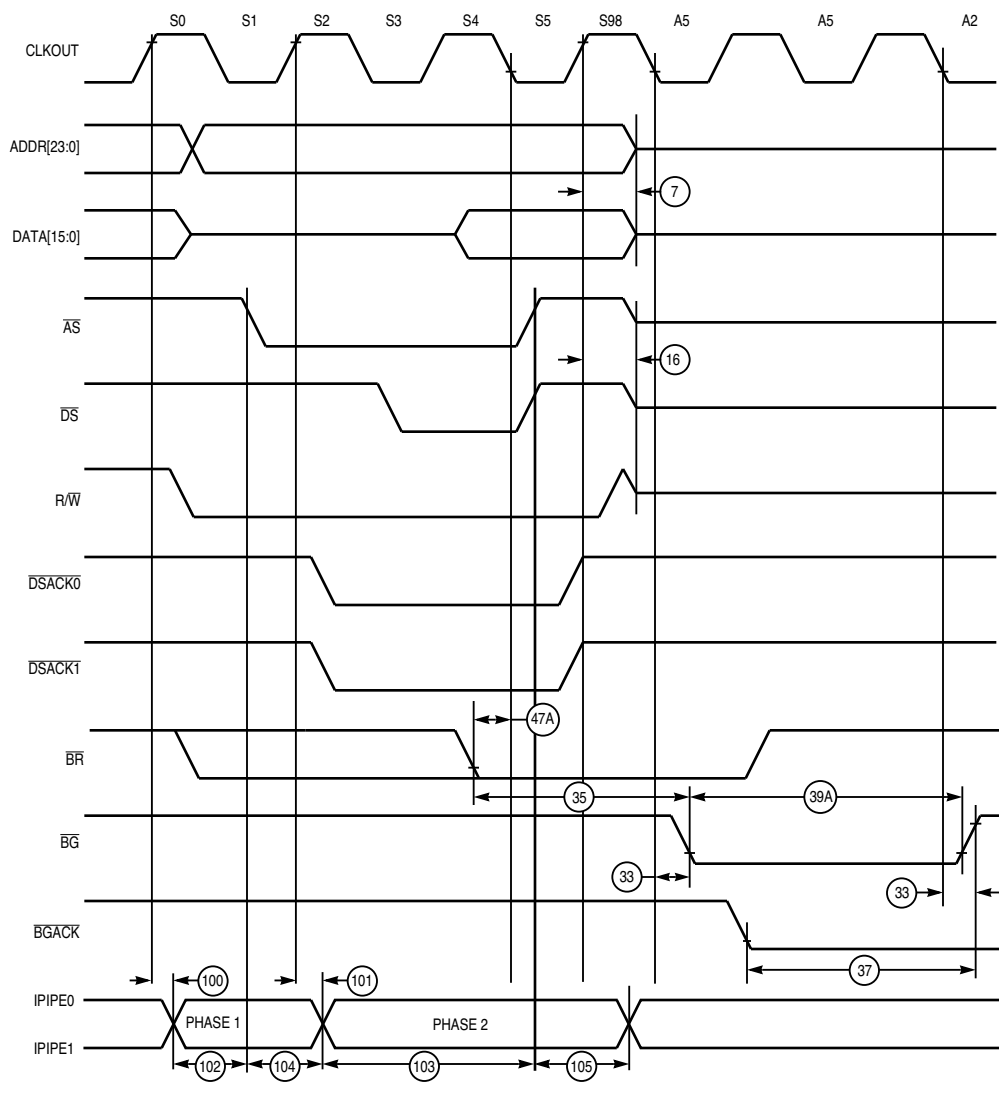 S0 S1 S2 S3 S4 S5 S98 A5 A5 A2
CLKOUT
ADDR[23:0]
7
DATA[15:0]
AS
16
DS
R/W
DSACK0
DSACK1
47A
BR
35 39A
BG
33 33
BGACK
37
100 101
IPIPE0
PHASE 1 PHASE 2
IPIPE1
102 104 103 105